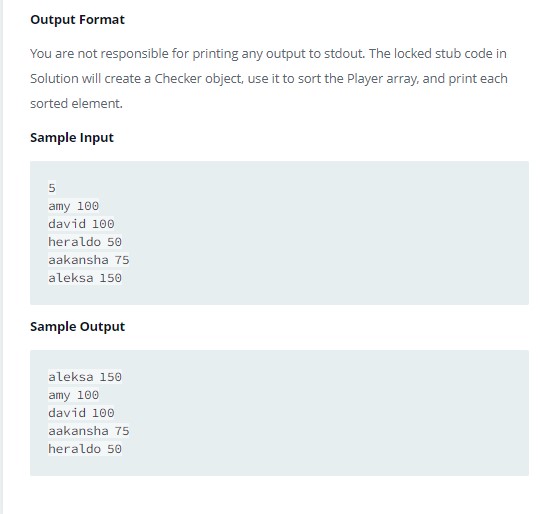 Output Format
You are not responsible for printing any output to stdout. The locked stub code in
Solution will create a Checker object, use it to sort the Player array, and print each
sorted element.
Sample Input
5
amy 100
david 100
heraldo 50
aakansha 75
aleksa 150
Sample Output
aleksa 150
amy 100
david 100
aakansha 75
heraldo 50